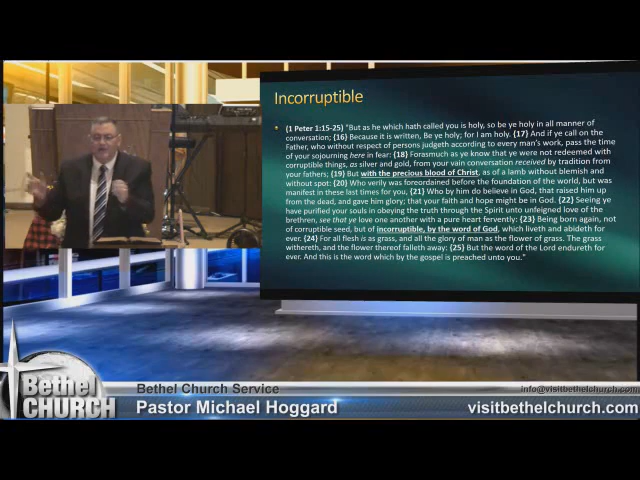 Incorruptible
• {1 Peter 1:15-25} "But as he which hath called you is holy, so be ye holy in all manner of
conversation; {16} Because it is written, Be ye holy; for I am holy. {17} And if ye call on the
Father, who without respect of persons judgeth according to every man's work, pass the time
of your sojourning here in fear: {18} Forasmuch as ye know that ye were not redeemed with
corruptible things, as silver and gold, from your vain conversation received by tradition from
your fathers; {19} But with the precious blood of Christ, as of a lamb without blemish and
without spot: {20} Who verily was foreordained before the foundation of the world, but was
manifest in these last times for you, {21} Who by him do believe in God, that raised him up
from the dead, and gave him glory; that your faith and hope might be in God. {22} Seeing ye
have purified your souls in obeying the truth through the Spirit unto unfeigned love of the
brethren, see that ye love one another with a pure heart fervently: {23} Being born again, not
of corruptible seed, but of incorruptible, by the word of God, which liveth and abideth for
ever. {24} For all flesh is as grass, and all the glory of man as the flower of grass. The grass
withereth, and the flower thereof falleth away: {25} But the word of the Lord endureth for
ever. And this is the word which by the gospel is preached unto you."
Bethel
CHURCH
Bethel Church Service
info@visitbethelchurch.com
Pastor Michael Hoggard
visitbethelchurch.com